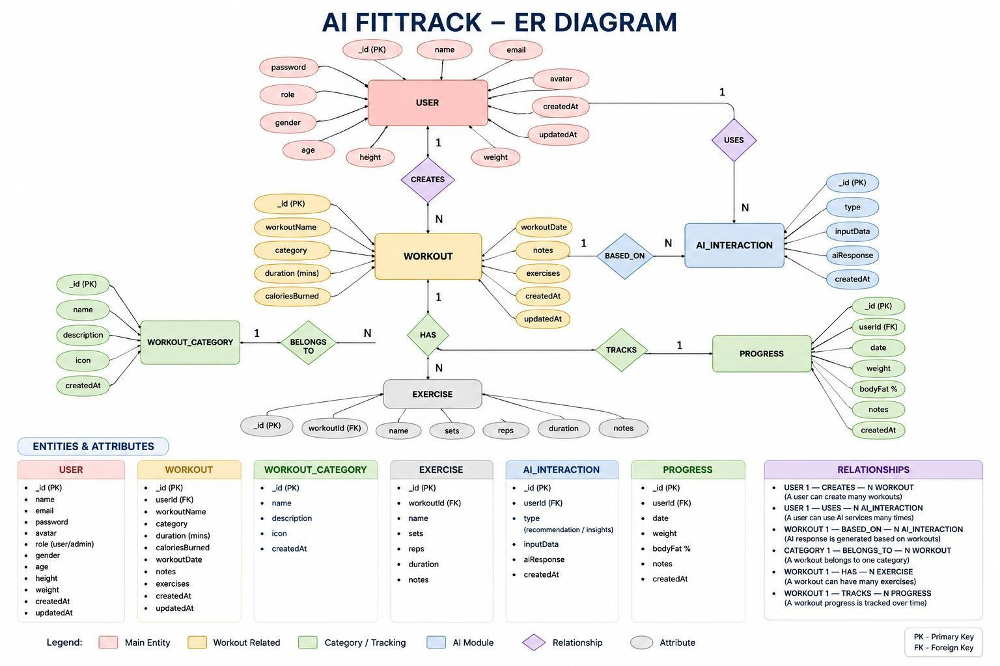 AI FITTRACK – ER DIAGRAM
_id (PK)
name
email
password
avatar
role
USER
createdAt
gender
updatedAt
age
height
weight
1
1
USES
CREATES
N
N
_id (PK)
workoutName
category
duration (mins)
caloriesBurned
WORKOUT
workoutDate
notes
exercises
createdAt
updatedAt
1
BASED_ON
N
AI_INTERACTION
_id (PK)
type
inputData
aiResponse
createdAt
_id (PK)
name
description
icon
createdAt
WORKOUT_CATEGORY
1
BELONGS
TO
N
1
HAS
N
TRACKS
1
PROGRESS
_id (PK)
userId (FK)
date
weight
bodyFat %
notes
createdAt
EXERCISE
_id (PK)
workoutId (FK)
name
sets
reps
duration
notes
ENTITIES & ATTRIBUTES
USER
_id (PK)
name
email
password
avatar
role (user/admin)
gender
age
height
weight
createdAt
updatedAt
WORKOUT
_id (PK)
userId (FK)
workoutName
category
duration (mins)
caloriesBurned
workoutDate
notes
exercises
createdAt
updatedAt
WORKOUT_CATEGORY
_id (PK)
name
description
icon
createdAt
EXERCISE
_id (PK)
workoutId (FK)
name
sets
reps
duration
notes
AI_INTERACTION
_id (PK)
userId (FK)
type
(recommendation / insights)
inputData
aiResponse
createdAt
PROGRESS
_id (PK)
userId (FK)
date
weight
bodyFat %
notes
createdAt
RELATIONSHIPS
USER 1 — CREATES — N WORKOUT
(A user can create many workouts)
USER 1 — USES — N AI_INTERACTION
(A user can use AI services many times)
WORKOUT 1 — BASED_ON — N AI_INTERACTION
(AI response is generated based on workouts)
CATEGORY 1 — BELONGS_TO — N WORKOUT
(A workout belongs to one category)
WORKOUT 1 — HAS — N EXERCISE
(A workout can have many exercises)
WORKOUT 1 — TRACKS — N PROGRESS
(A workout progress is tracked over time)
Legend:
Main Entity
Workout Related
Category / Tracking
AI Module
Relationship
Attribute
PK - Primary Key
FK - Foreign Key